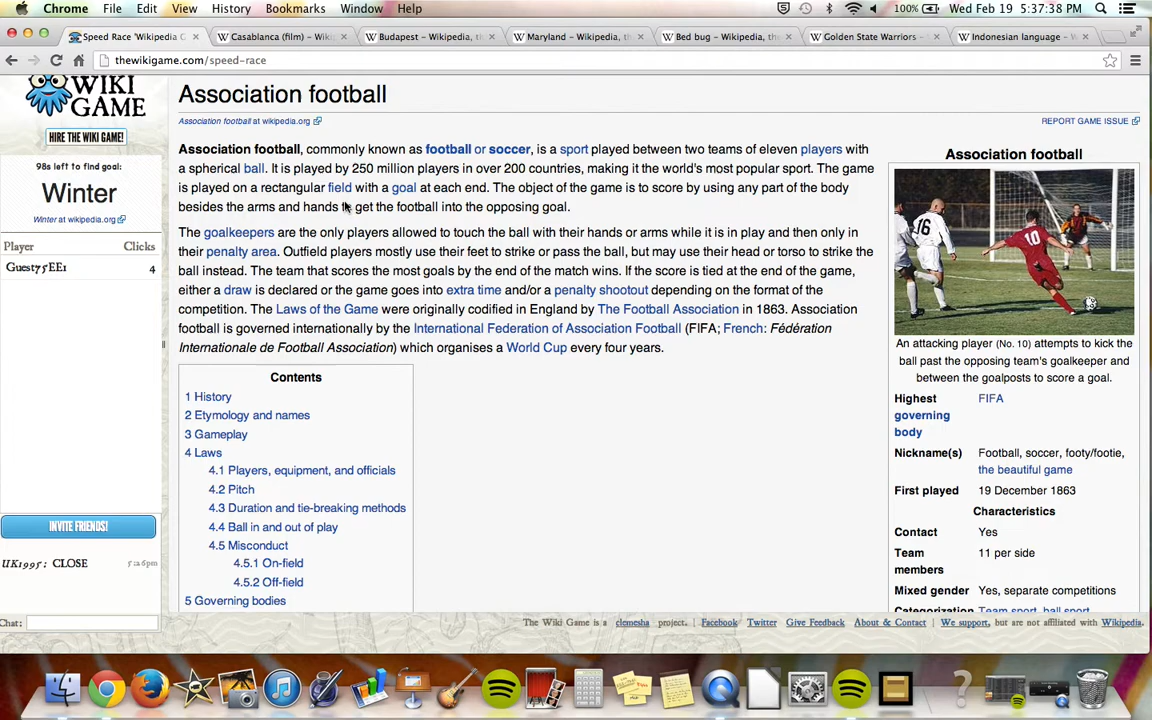 Chrome File Edit View History Bookmarks Window Help 100% Wed Feb 19 5:37:38 PM
Speed Race 'Wikipedia G × Casablanca (film) – Wiki × Budapest – Wikipedia, the × Maryland – Wikipedia, the × Bed bug – Wikipedia, the × Golden State Warriors – × Indonesian language – W ×
thewikigame.com/speed-race
WIKI
GAME
HIRE THE WIKI GAME!
98s left to find goal:
Winter
Winter at wikipedia.org
Player Clicks
Guest75EE1 4
INVITE FRIENDS!
UK1995: CLOSE 5:26pm
Chat:
Association football
Association football at wikipedia.org REPORT GAME ISSUE
Association football, commonly known as football or soccer, is a sport played between two teams of eleven players with
a spherical ball. It is played by 250 million players in over 200 countries, making it the world's most popular sport. The game
is played on a rectangular field with a goal at each end. The object of the game is to score by using any part of the body
besides the arms and hands to get the football into the opposing goal.
The goalkeepers are the only players allowed to touch the ball with their hands or arms while it is in play and then only in
their penalty area. Outfield players mostly use their feet to strike or pass the ball, but may use their head or torso to strike the
ball instead. The team that scores the most goals by the end of the match wins. If the score is tied at the end of the game,
either a draw is declared or the game goes into extra time and/or a penalty shootout depending on the format of the
competition. The Laws of the Game were originally codified in England by The Football Association in 1863. Association
football is governed internationally by the International Federation of Association Football (FIFA; French: Fédération
Internationale de Football Association) which organises a World Cup every four years.
Contents
1 History
2 Etymology and names
3 Gameplay
4 Laws
4.1 Players, equipment, and officials
4.2 Pitch
4.3 Duration and tie-breaking methods
4.4 Ball in and out of play
4.5 Misconduct
4.5.1 On-field
4.5.2 Off-field
5 Governing bodies
Association football
16
10
An attacking player (No. 10) attempts to kick the
ball past the opposing team's goalkeeper and
between the goalposts to score a goal.
Highest governing body FIFA
Nickname(s) Football, soccer, footy/footie,
the beautiful game
First played 19 December 1863
Characteristics
Contact Yes
Team members 11 per side
Mixed gender Yes, separate competitions
Categorization Team sport, ball sport
The Wiki Game is a clemesha project. | Facebook Twitter Give Feedback About & Contact | We support, but are not affiliated with Wikipedia.